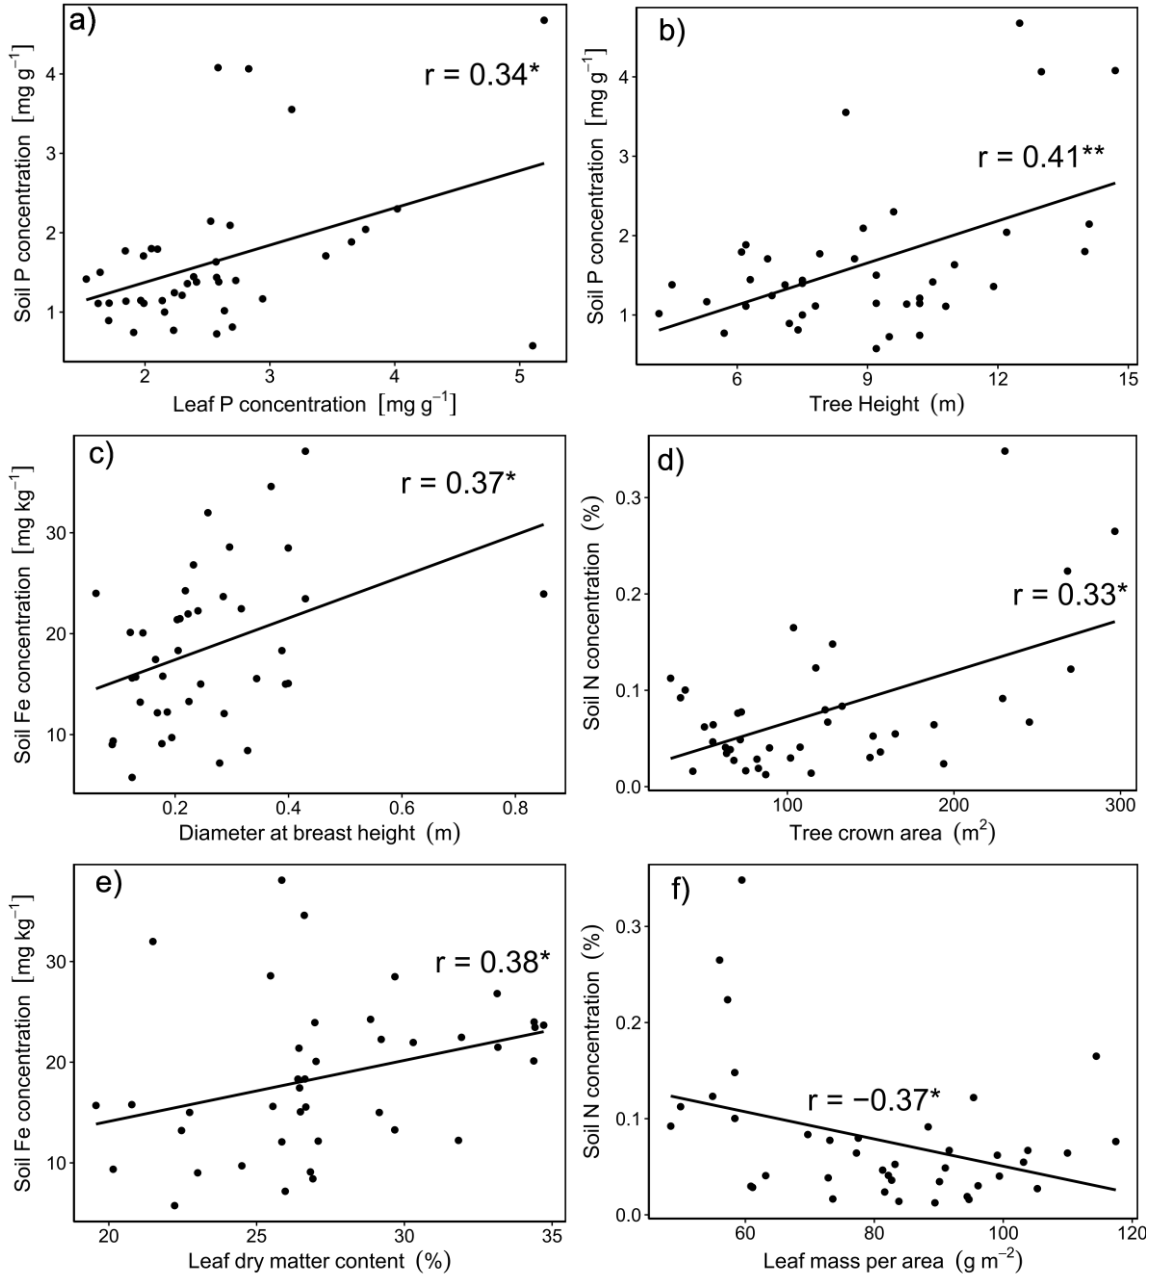 a)
r = 0.34*
Soil P concentration [mg g⁻¹]
4
3
2
1
2 3 4 5
Leaf P concentration [mg g⁻¹]
b)
r = 0.41**
Soil P concentration [mg g⁻¹]
4
3
2
1
6 9 12 15
Tree Height (m)
c)
r = 0.37*
Soil Fe concentration [mg kg⁻¹]
30
20
10
0.2 0.4 0.6 0.8
Diameter at breast height (m)
d)
r = 0.33*
Soil N concentration (%)
0.3
0.2
0.1
0.0
100 200 300
Tree crown area (m²)
e)
r = 0.38*
Soil Fe concentration [mg kg⁻¹]
30
20
10
20 25 30 35
Leaf dry matter content (%)
f)
r = −0.37*
Soil N concentration (%)
0.3
0.2
0.1
0.0
60 80 100 120
Leaf mass per area (g m⁻²)